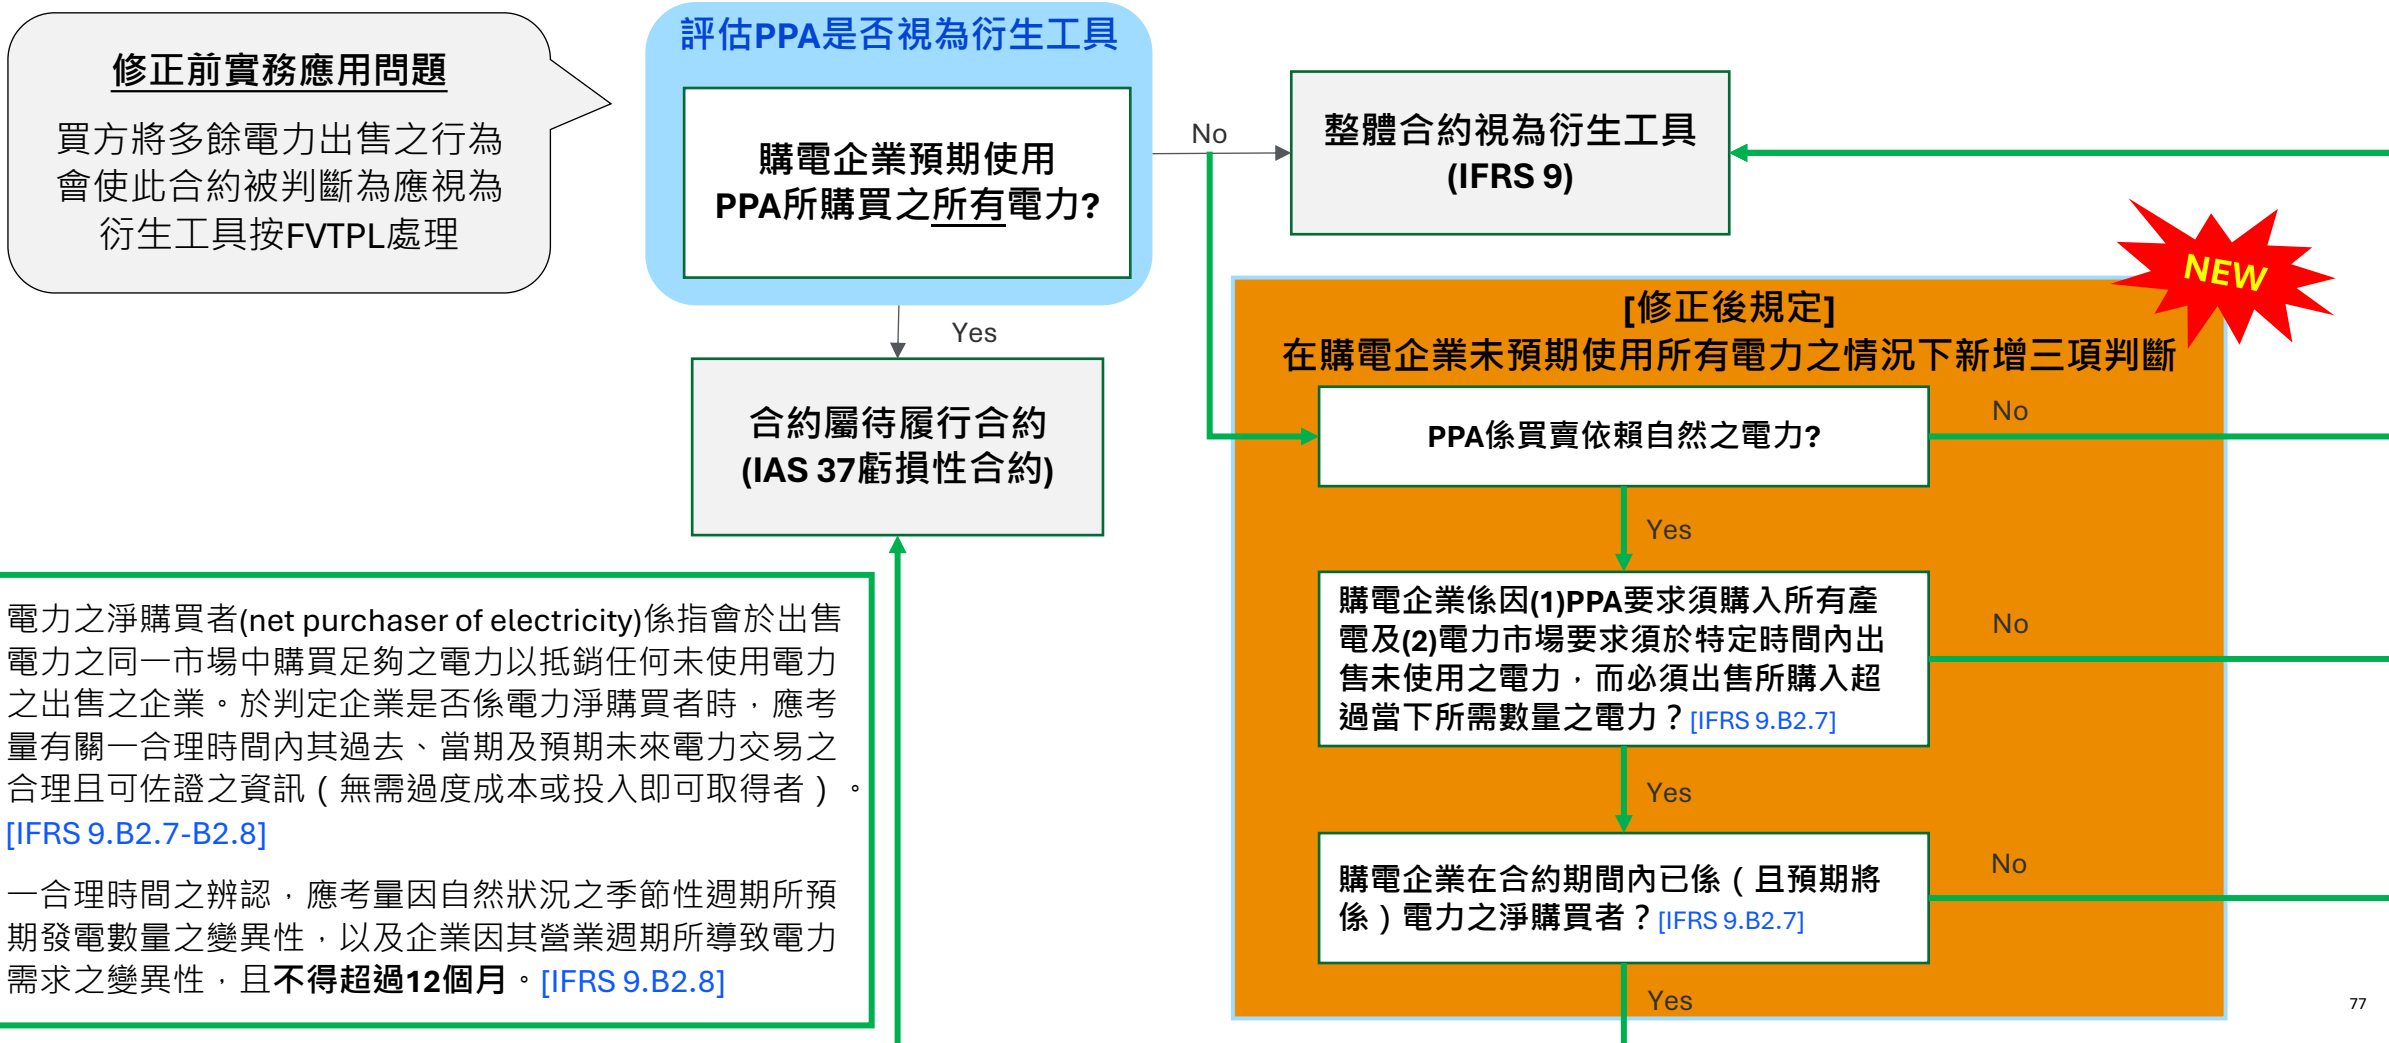 修正前實務應用問題
買方將多餘電力出售之行為
會使此合約被判斷為應視為
衍生工具按FVTPL處理
評估PPA是否視為衍生工具
購電企業預期使用
PPA所購買之所有電力?
No
整體合約視為衍生工具
(IFRS 9)
Yes
合約屬待履行合約
(IAS 37虧損性合約)
NEW
[修正後規定]
在購電企業未預期使用所有電力之情況下新增三項判斷
PPA係買賣依賴自然之電力?
No
Yes
購電企業係因(1)PPA要求須購入所有產
電及(2)電力市場要求須於特定時間內出
售未使用之電力，而必須出售所購入超
過當下所需數量之電力？[IFRS 9.B2.7]
No
Yes
購電企業在合約期間內已係（且預期將
係）電力之淨購買者？[IFRS 9.B2.7]
No
Yes
電力之淨購買者(net purchaser of electricity)係指會於出售
電力之同一市場中購買足夠之電力以抵銷任何未使用電力
之出售之企業。於判定企業是否係電力淨購買者時，應考
量有關一合理時間內其過去、當期及預期未來電力交易之
合理且可佐證之資訊（無需過度成本或投入即可取得者）。
[IFRS 9.B2.7-B2.8]
一合理時間之辨認，應考量因自然狀況之季節性週期所預
期發電數量之變異性，以及企業因其營業週期所導致電力
需求之變異性，且不得超過12個月。[IFRS 9.B2.8]
77